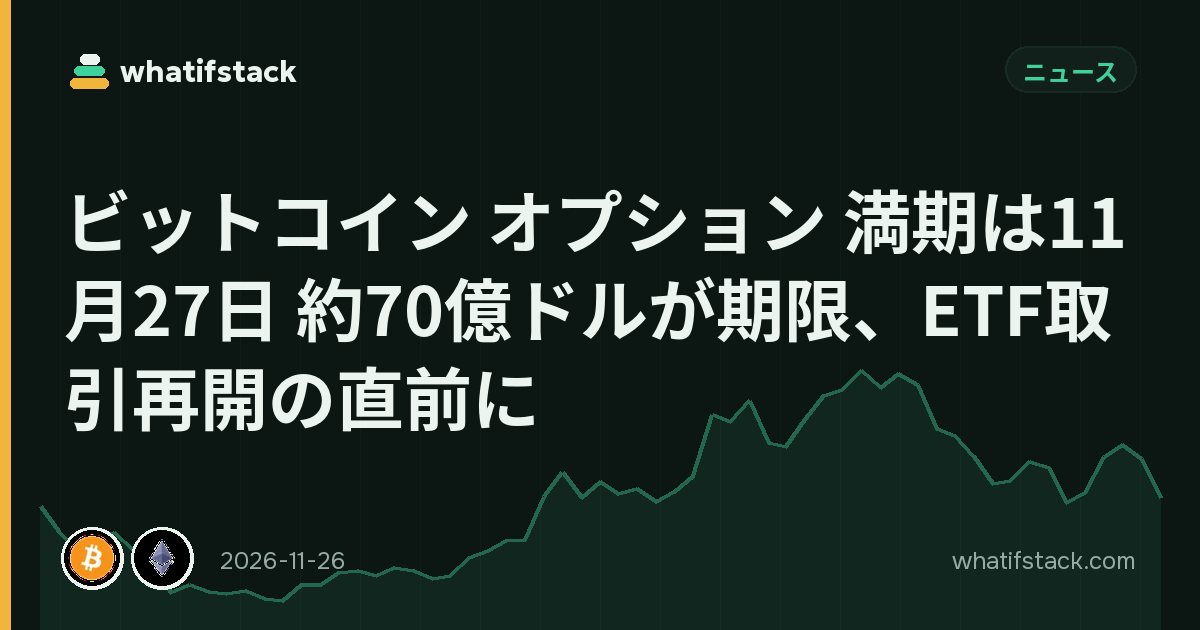 whatifstack
ニュース
ビットコイン オプション 満期は11
月27日 約70億ドルが期限、ETF取
引再開の直前に
2026-11-26
whatifstack.com